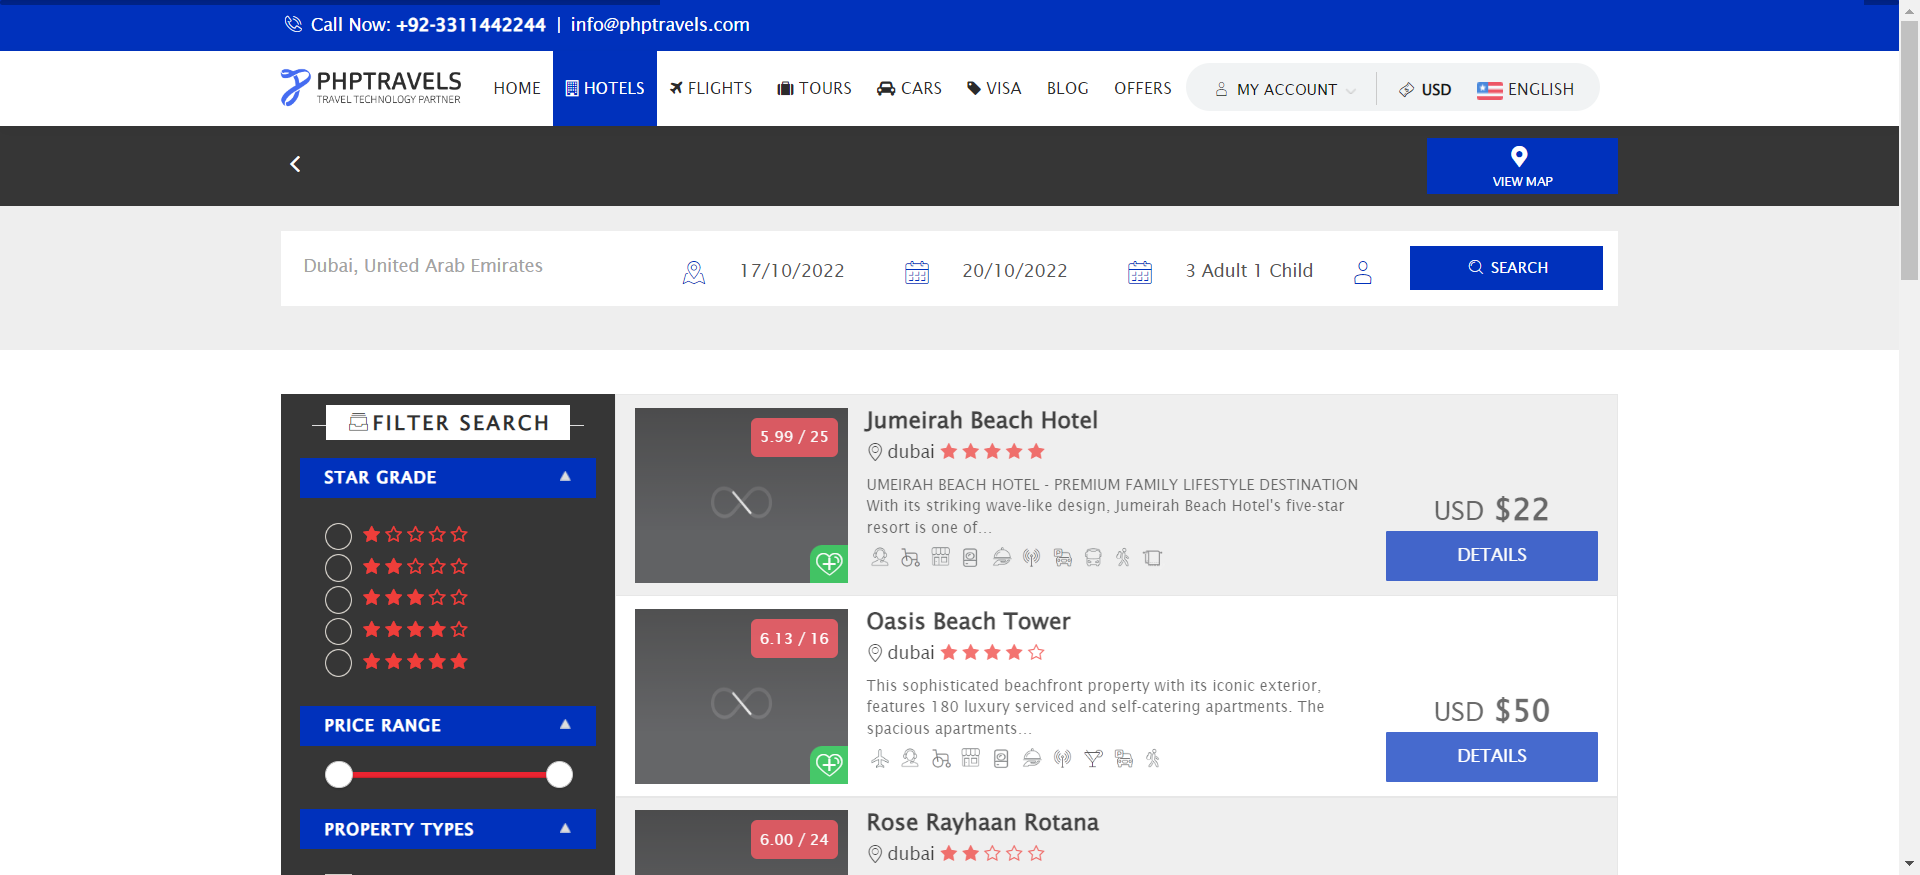 Call Now: +92-3311442244 | info@phptravels.com
PHPTRAVELS
TRAVEL TECHNOLOGY PARTNER
HOME HOTELS FLIGHTS TOURS CARS VISA BLOG OFFERS MY ACCOUNT USD ENGLISH
VIEW MAP
Dubai, United Arab Emirates 17/10/2022 20/10/2022 3 Adult 1 Child SEARCH
FILTER SEARCH
STAR GRADE
PRICE RANGE
PROPERTY TYPES
5.99 / 25
Jumeirah Beach Hotel
dubai
UMEIRAH BEACH HOTEL - PREMIUM FAMILY LIFESTYLE DESTINATION
With its striking wave-like design, Jumeirah Beach Hotel's five-star
resort is one of...
USD $22
DETAILS
6.13 / 16
Oasis Beach Tower
dubai
This sophisticated beachfront property with its iconic exterior,
features 180 luxury serviced and self-catering apartments. The
spacious apartments...
USD $50
DETAILS
6.00 / 24
Rose Rayhaan Rotana
dubai